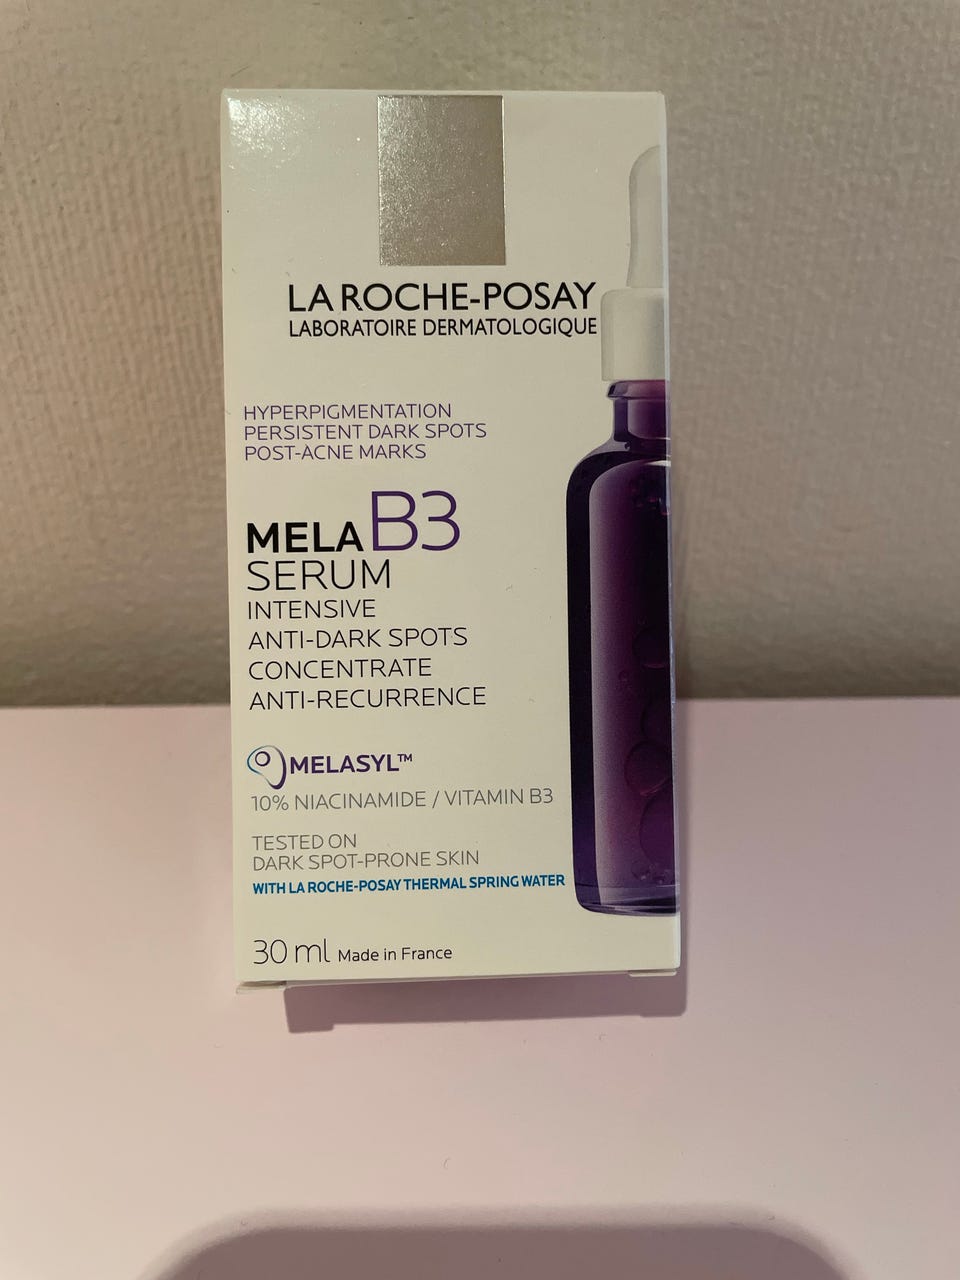 LA ROCHE-POSAY
LABORATOIRE DERMATOLOGIQUE
HYPERPIGMENTATION
PERSISTENT DARK SPOTS
POST-ACNE MARKS
MELA B3
SERUM
INTENSIVE
ANTI-DARK SPOTS
CONCENTRATE
ANTI-RECURRENCE
MELASYL™
10% NIACINAMIDE / VITAMIN B3
TESTED ON
DARK SPOT-PRONE SKIN
WITH LA ROCHE-POSAY THERMAL SPRING WATER
30 ml Made in France